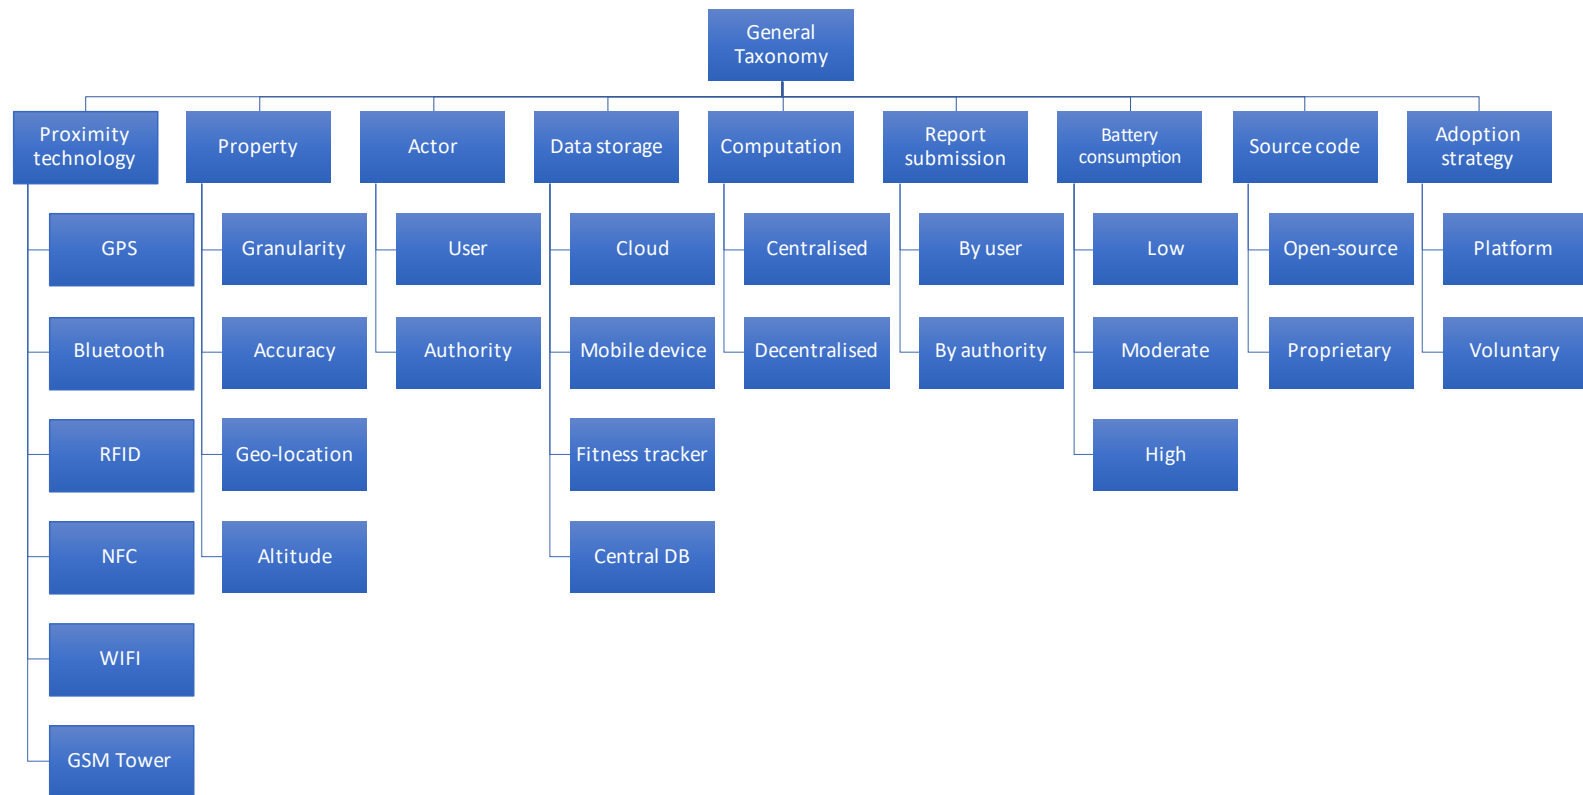 General
Taxonomy
Proximity
technology
Property
Actor
Data storage
Computation
Report
submission
Battery
consumption
Source code
Adoption
strategy
GPS
Granularity
User
Cloud
Centralised
By user
Low
Open-source
Platform
Bluetooth
Accuracy
Authority
Mobile device
Decentralised
By authority
Moderate
Proprietary
Voluntary
RFID
Geo-location
Fitness tracker
High
NFC
Altitude
Central DB
WIFI
GSM Tower